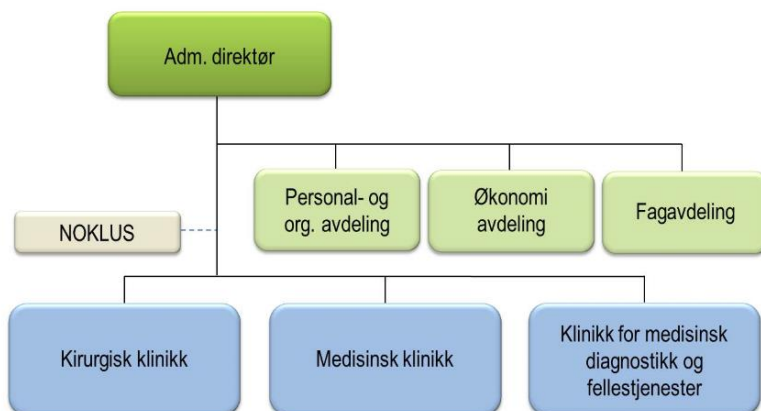 Adm. direktør
Personal- og
org. avdeling
Økonomi
avdeling
Fagavdeling
NOKLUS
Kirurgisk klinikk
Medisinsk klinikk
Klinikk for medisinsk
diagnostikk og
fellestjenester